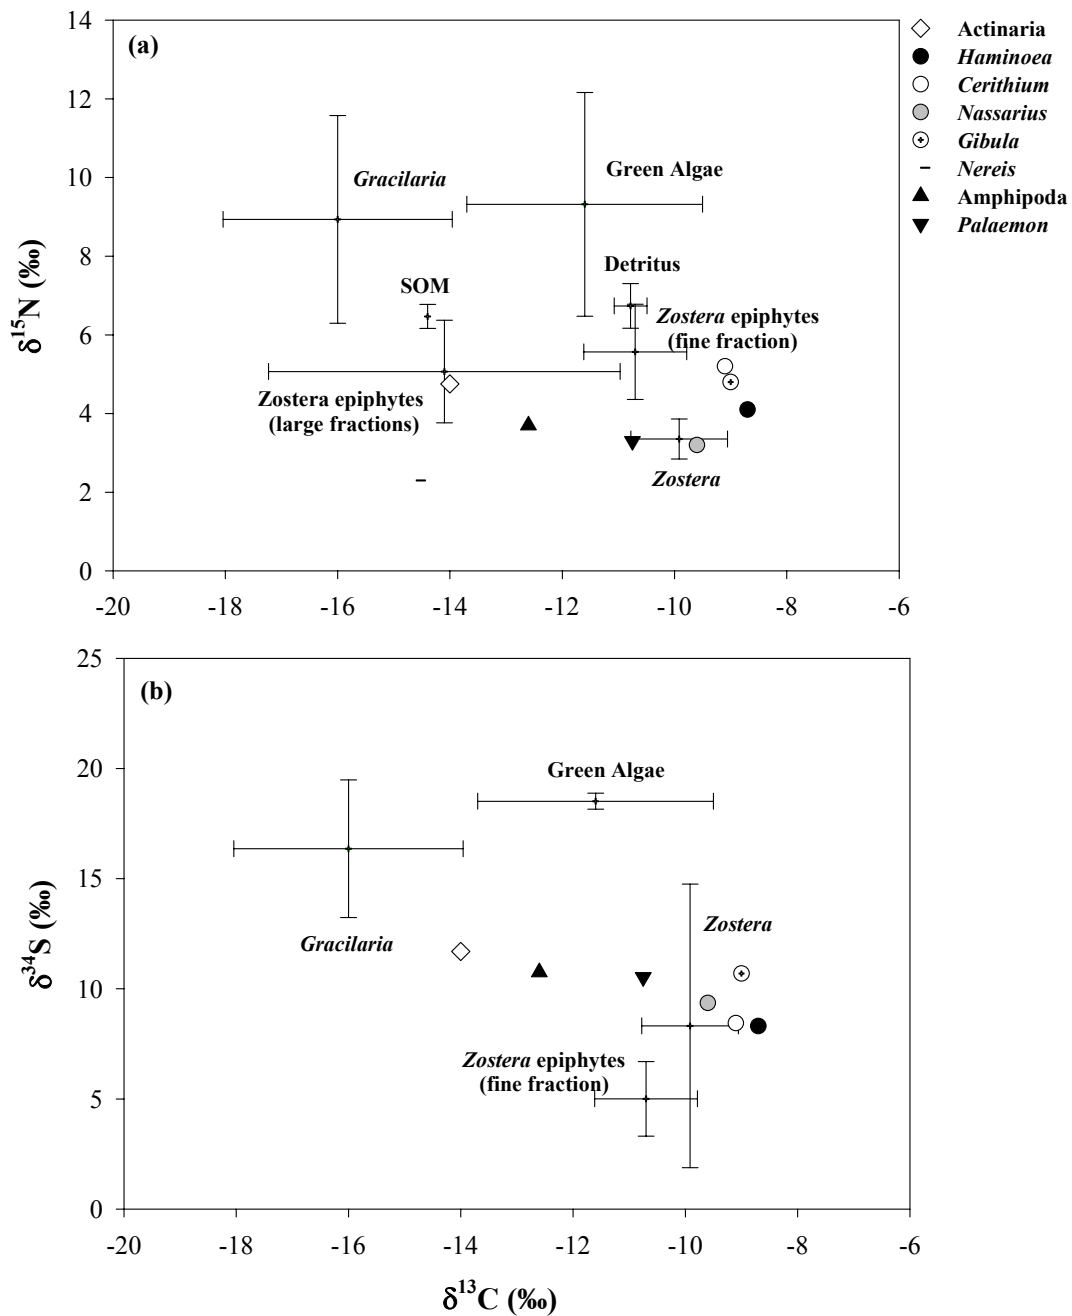 14
12
10
8
6
4
2
0
δ15N (‰)
(a)
Gracilaria
Green Algae
SOM
Detritus
Zostera epiphytes
(fine fraction)
Zostera epiphytes
(large fractions)
Zostera
-20 -18 -16 -14 -12 -10 -8 -6
Actinaria
Haminoea
Cerithium
Nassarius
Gibula
Nereis
Amphipoda
Palaemon
25
20
15
10
5
0
δ34S (‰)
(b)
Green Algae
Gracilaria
Zostera
Zostera epiphytes
(fine fraction)
-20 -18 -16 -14 -12 -10 -8 -6
δ13C (‰)